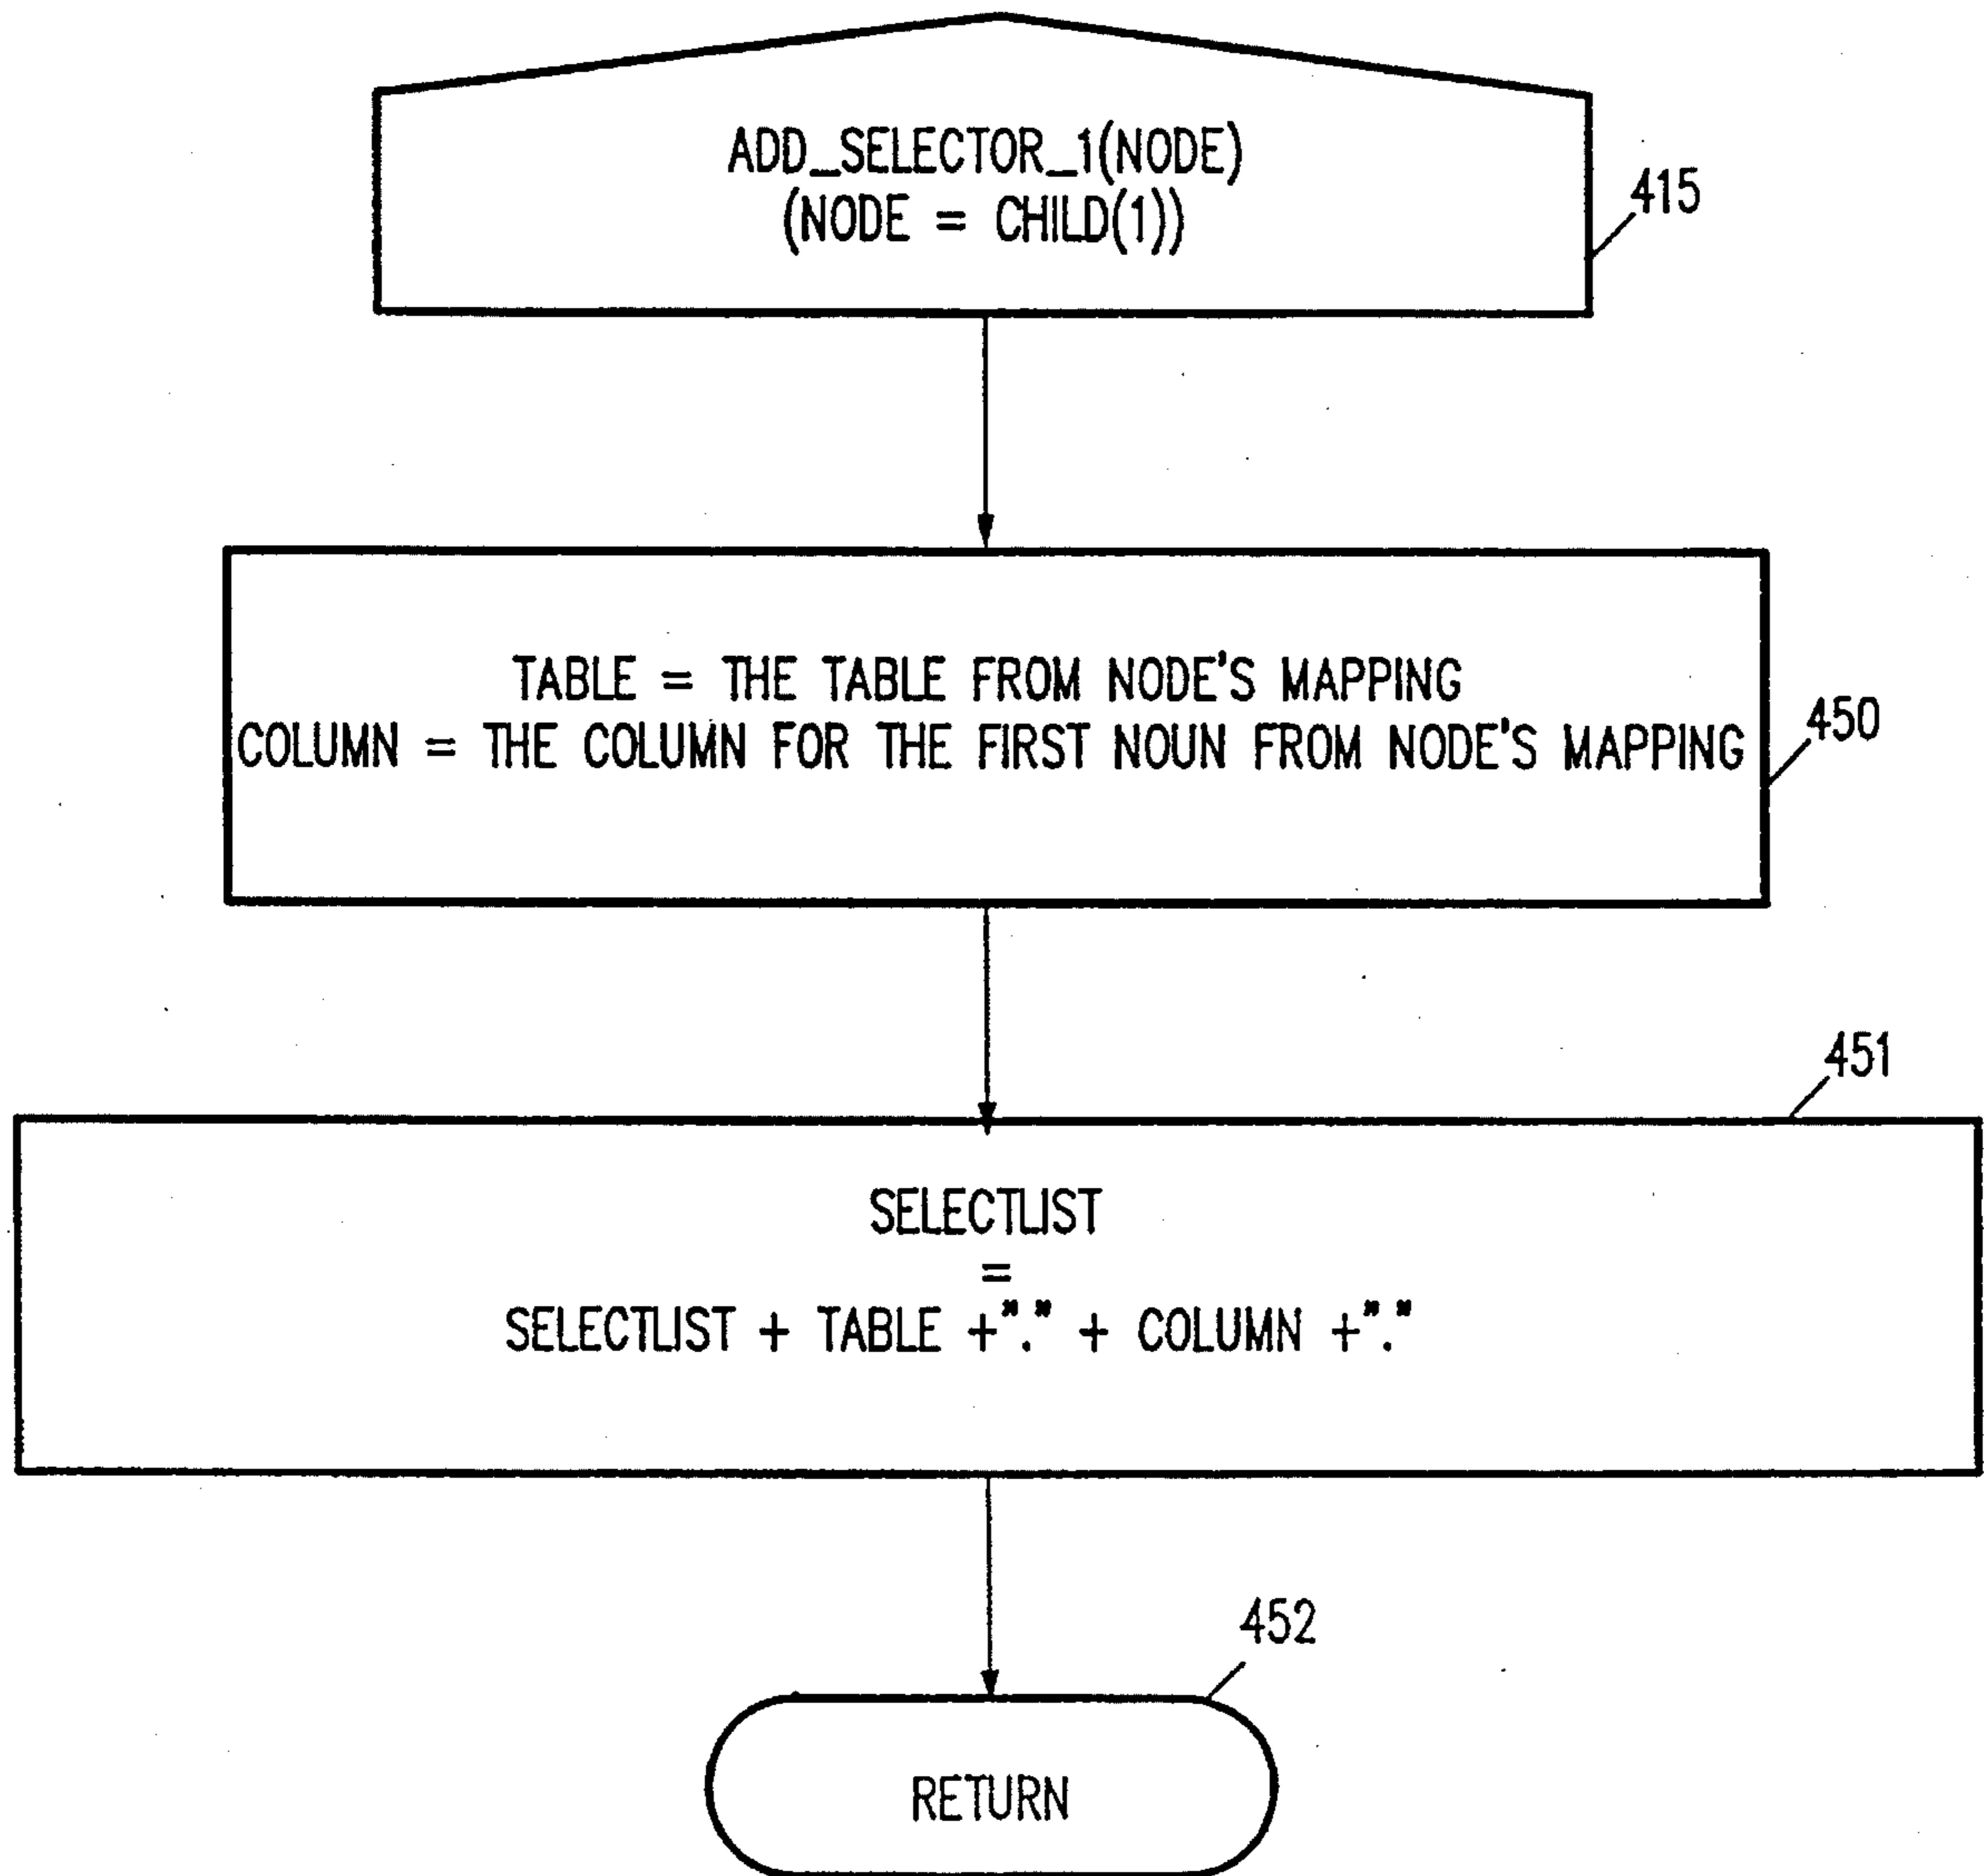 ADD_SELECTOR_1(NODE)
(NODE = CHILD(1))
415
TABLE = THE TABLE FROM NODE'S MAPPING
COLUMN = THE COLUMN FOR THE FIRST NOUN FROM NODE'S MAPPING
450
451
SELECTLIST
=
SELECTLIST + TABLE +"." + COLUMN +"."
452
RETURN